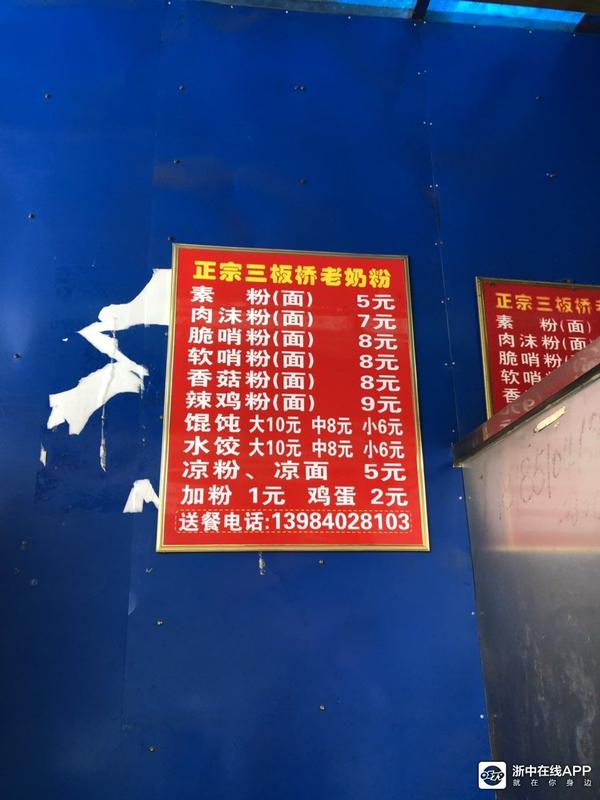 正宗三板桥老奶粉
素 粉(面) 5元
肉沫粉(面) 7元
脆哨粉(面) 8元
软哨粉(面) 8元
香菇粉(面) 8元
辣鸡粉(面) 9元
馄饨 大10元 中8元 小6元
水饺 大10元 中8元 小6元
凉粉、凉面 5元
加粉 1元 鸡蛋 2元
送餐电话:13984028103
正宗三板桥老
素 粉(面)
肉沫粉(面
脆哨粉(
软哨粉
香
浙中在线APP
就在你身边